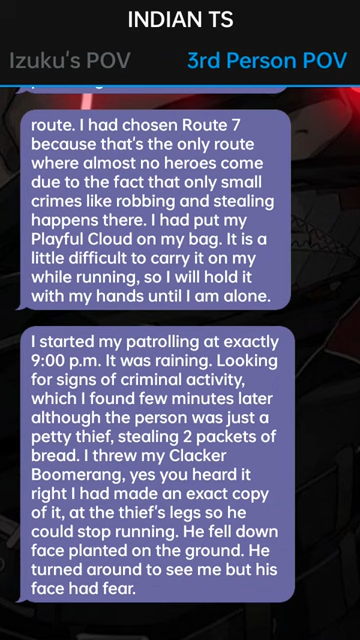 INDIAN TS
Izuku's POV
3rd Person POV
route. I had chosen Route 7
because that's the only route
where almost no heroes come
due to the fact that only small
crimes like robbing and stealing
happens there. I had put my
Playful Cloud on my bag. It is a
little difficult to carry it on my
while running, so I will hold it
with my hands until I am alone.
I started my patrolling at exactly
9:00 p.m. It was raining. Looking
for signs of criminal activity,
which I found few minutes later
although the person was just a
petty thief, stealing 2 packets of
bread. I threw my Clacker
Boomerang, yes you heard it
right I had made an exact copy
of it, at the thief's legs so he
could stop running. He fell down
face planted on the ground. He
turned around to see me but his
face had fear.